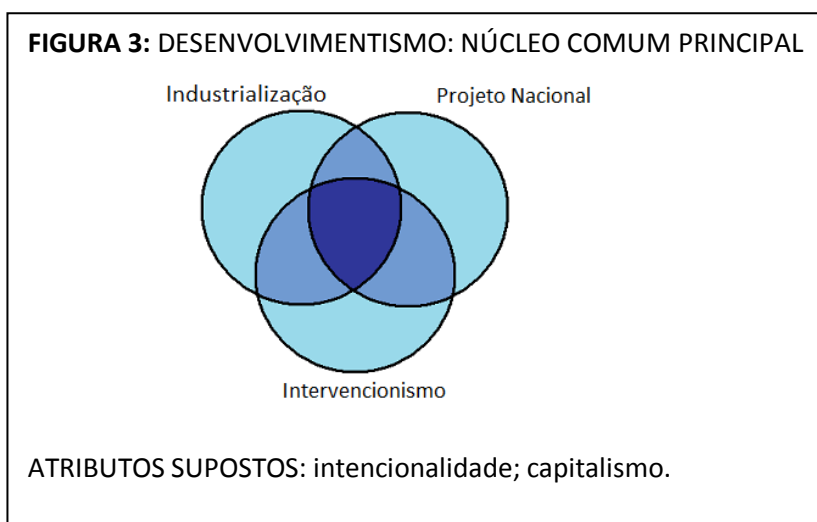 FIGURA 3: DESENVOLVIMENTISMO: NÚCLEO COMUM PRINCIPAL
Industrialização
Projeto Nacional
Intervencionismo
ATRIBUTOS SUPOSTOS: intencionalidade; capitalismo.